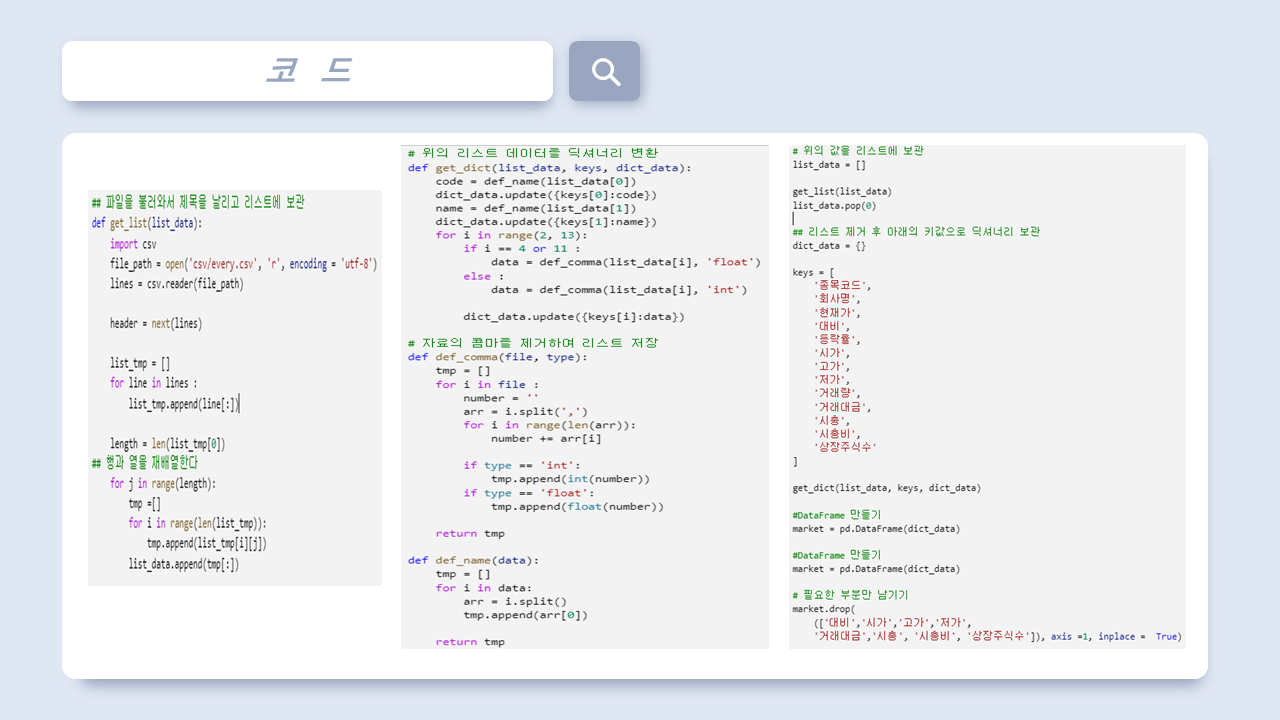 코 드
## 파일을 불러와서 제목을 날리고 리스트에 보관
def get_list(list_data):
    import csv
    file_path = open('csv/every.csv', 'r', encoding = 'utf-8')
    lines = csv.reader(file_path)
    header = next(lines)
    list_tmp = []
    for line in lines :
        list_tmp.append(line[:])
    length = len(list_tmp[0])
## 행과 열을 재배열한다
    for j in range(length):
        tmp =[]
        for i in range(len(list_tmp)):
            tmp.append(list_tmp[i][j])
        list_data.append(tmp[:])
# 위의 리스트 데이터를 딕셔너리 변환
def get_dict(list_data, keys, dict_data):
    code = def_name(list_data[0])
    dict_data.update({keys[0]:code})
    name = def_name(list_data[1])
    dict_data.update({keys[1]:name})
    for i in range(2, 13):
        if i == 4 or 11 :
            data = def_comma(list_data[i], 'float')
        else :
            data = def_comma(list_data[i], 'int')
        dict_data.update({keys[i]:data})
# 자료의 콤마를 제거하며 리스트 저장
def def_comma(file, type):
    tmp = []
    for i in file :
        number = ''
        arr = i.split(',')
        for i in range(len(arr)):
            number += arr[i]
        if type == 'int':
            tmp.append(int(number))
        if type == 'float':
            tmp.append(float(number))
    return tmp
def def_name(data):
    tmp = []
    for i in data:
        arr = i.split()
        tmp.append(arr[0])
    return tmp
# 위의 값을 리스트에 보관
list_data = []
get_list(list_data)
list_data.pop(0)
## 리스트 제거 후 아래의 키값으로 딕셔너리 보관
dict_data = {}
keys = [
    '종목코드',
    '회사명',
    '현재가',
    '대비',
    '등락률',
    '시가',
    '고가',
    '저가',
    '거래량',
    '거래대금',
    '시총',
    '시총비',
    '상장주식수'
]
get_dict(list_data, keys, dict_data)
#DataFrame 만들기
market = pd.DataFrame(dict_data)
#DataFrame 만들기
market = pd.DataFrame(dict_data)
# 필요한 부분만 남기기
market.drop(
    (['대비','시가','고가','저가',
    '거래대금','시총', '시총비', '상장주식수']), axis =1, inplace =  True)